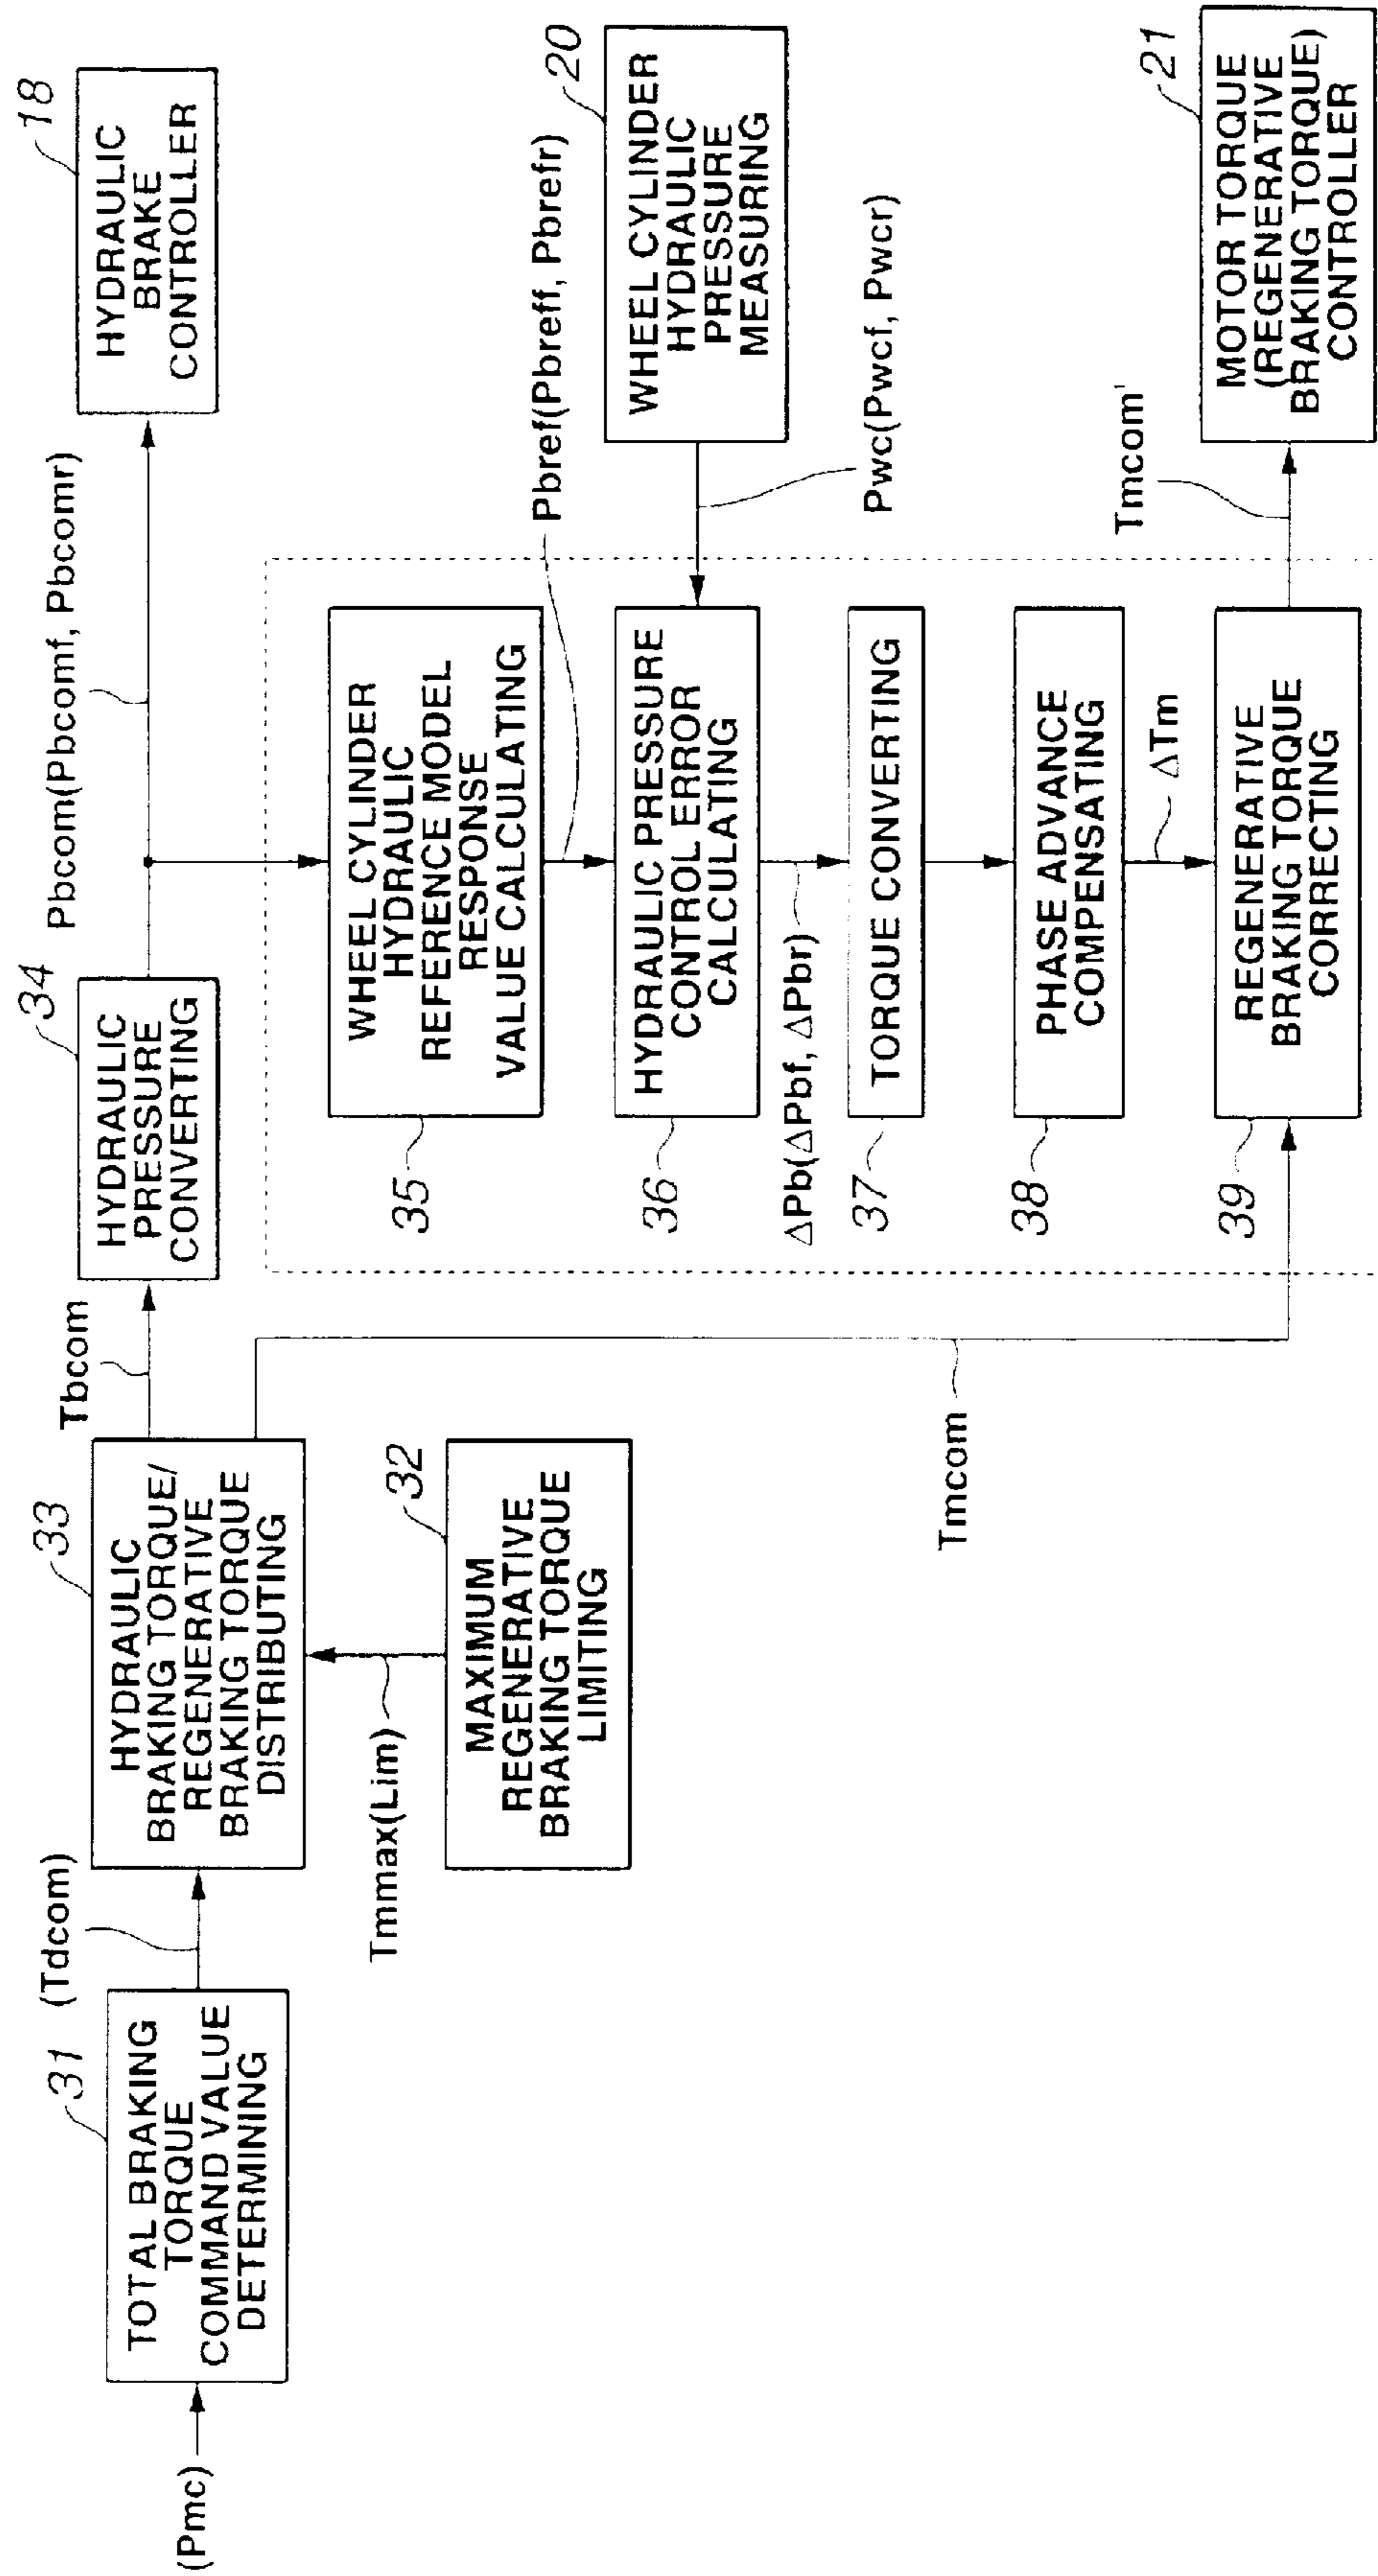 (Pmc)
31
TOTAL BRAKING
TORQUE
COMMAND VALUE
DETERMINING
(Tdcom)
33
HYDRAULIC
BRAKING TORQUE/
REGENERATIVE
BRAKING TORQUE
DISTRIBUTING
Tmmax(Lim)
32
MAXIMUM
REGENERATIVE
BRAKING TORQUE
LIMITING
Tbcom
34
HYDRAULIC
PRESSURE
CONVERTING
Pbcom(Pbcomf, Pbcomr)
18
HYDRAULIC
BRAKE
CONTROLLER
Tmcom
35
WHEEL CYLINDER
HYDRAULIC
REFERENCE MODEL
RESPONSE
VALUE CALCULATING
Pbref(Pbreff, Pbrefr)
20
WHEEL CYLINDER
HYDRAULIC
PRESSURE
MEASURING
Pwc(Pwcf, Pwcr)
36
HYDRAULIC PRESSURE
CONTROL ERROR
CALCULATING
ΔPb(ΔPbf, ΔPbr)
37
TORQUE CONVERTING
38
PHASE ADVANCE
COMPENSATING
ΔTm
39
REGENERATIVE
BRAKING TORQUE
CORRECTING
Tmcom'
21
MOTOR TORQUE
(REGENERATIVE
BRAKING TORQUE)
CONTROLLER